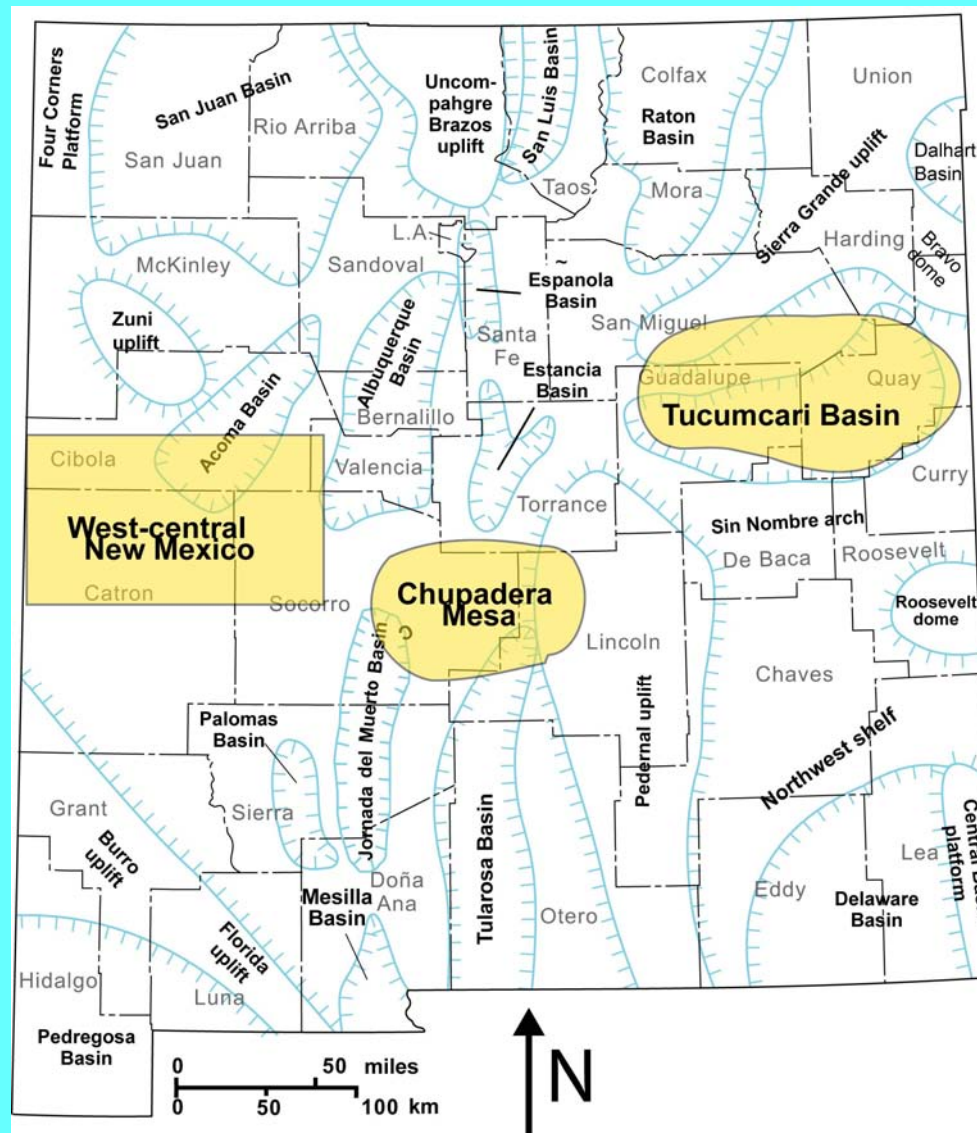 Four Corners
Platform
San Juan Basin
San Juan
Rio Arriba
Uncom-
pahgre
Brazos
uplift
San Luis Basin
Taos
Colfax
Raton
Basin
Mora
Union
Dalhart
Basin
Sierra Grande uplift
Harding
Bravo
dome
L.A.
McKinley
Sandoval
Zuni
uplift
Albuquerque
Basin
~
Espanola
Basin
Santa
Fe
San Miguel
Estancia
Basin
Guadalupe
Quay
Tucumcari Basin
Acoma Basin
Bernalillo
Cibola
Valencia
Curry
Torrance
West-central
New Mexico
Sin Nombre arch
De Baca
Roosevelt
Catron
Socorro
Chupadera
Mesa
Roosevelt
dome
Lincoln
Chaves
Palomas
Basin
Jornada del Muerto Basin
Pedernal uplift
Northwest shelf
Grant
Sierra
Burro
uplift
Tularosa Basin
Doña
Ana
Mesilla
Basin
Otero
Eddy
Lea
Delaware
Basin
Central Bas
platform
Florida
uplift
Hidalgo
Luna
Pedregosa
Basin
0 50 miles
0 50 100 km
N